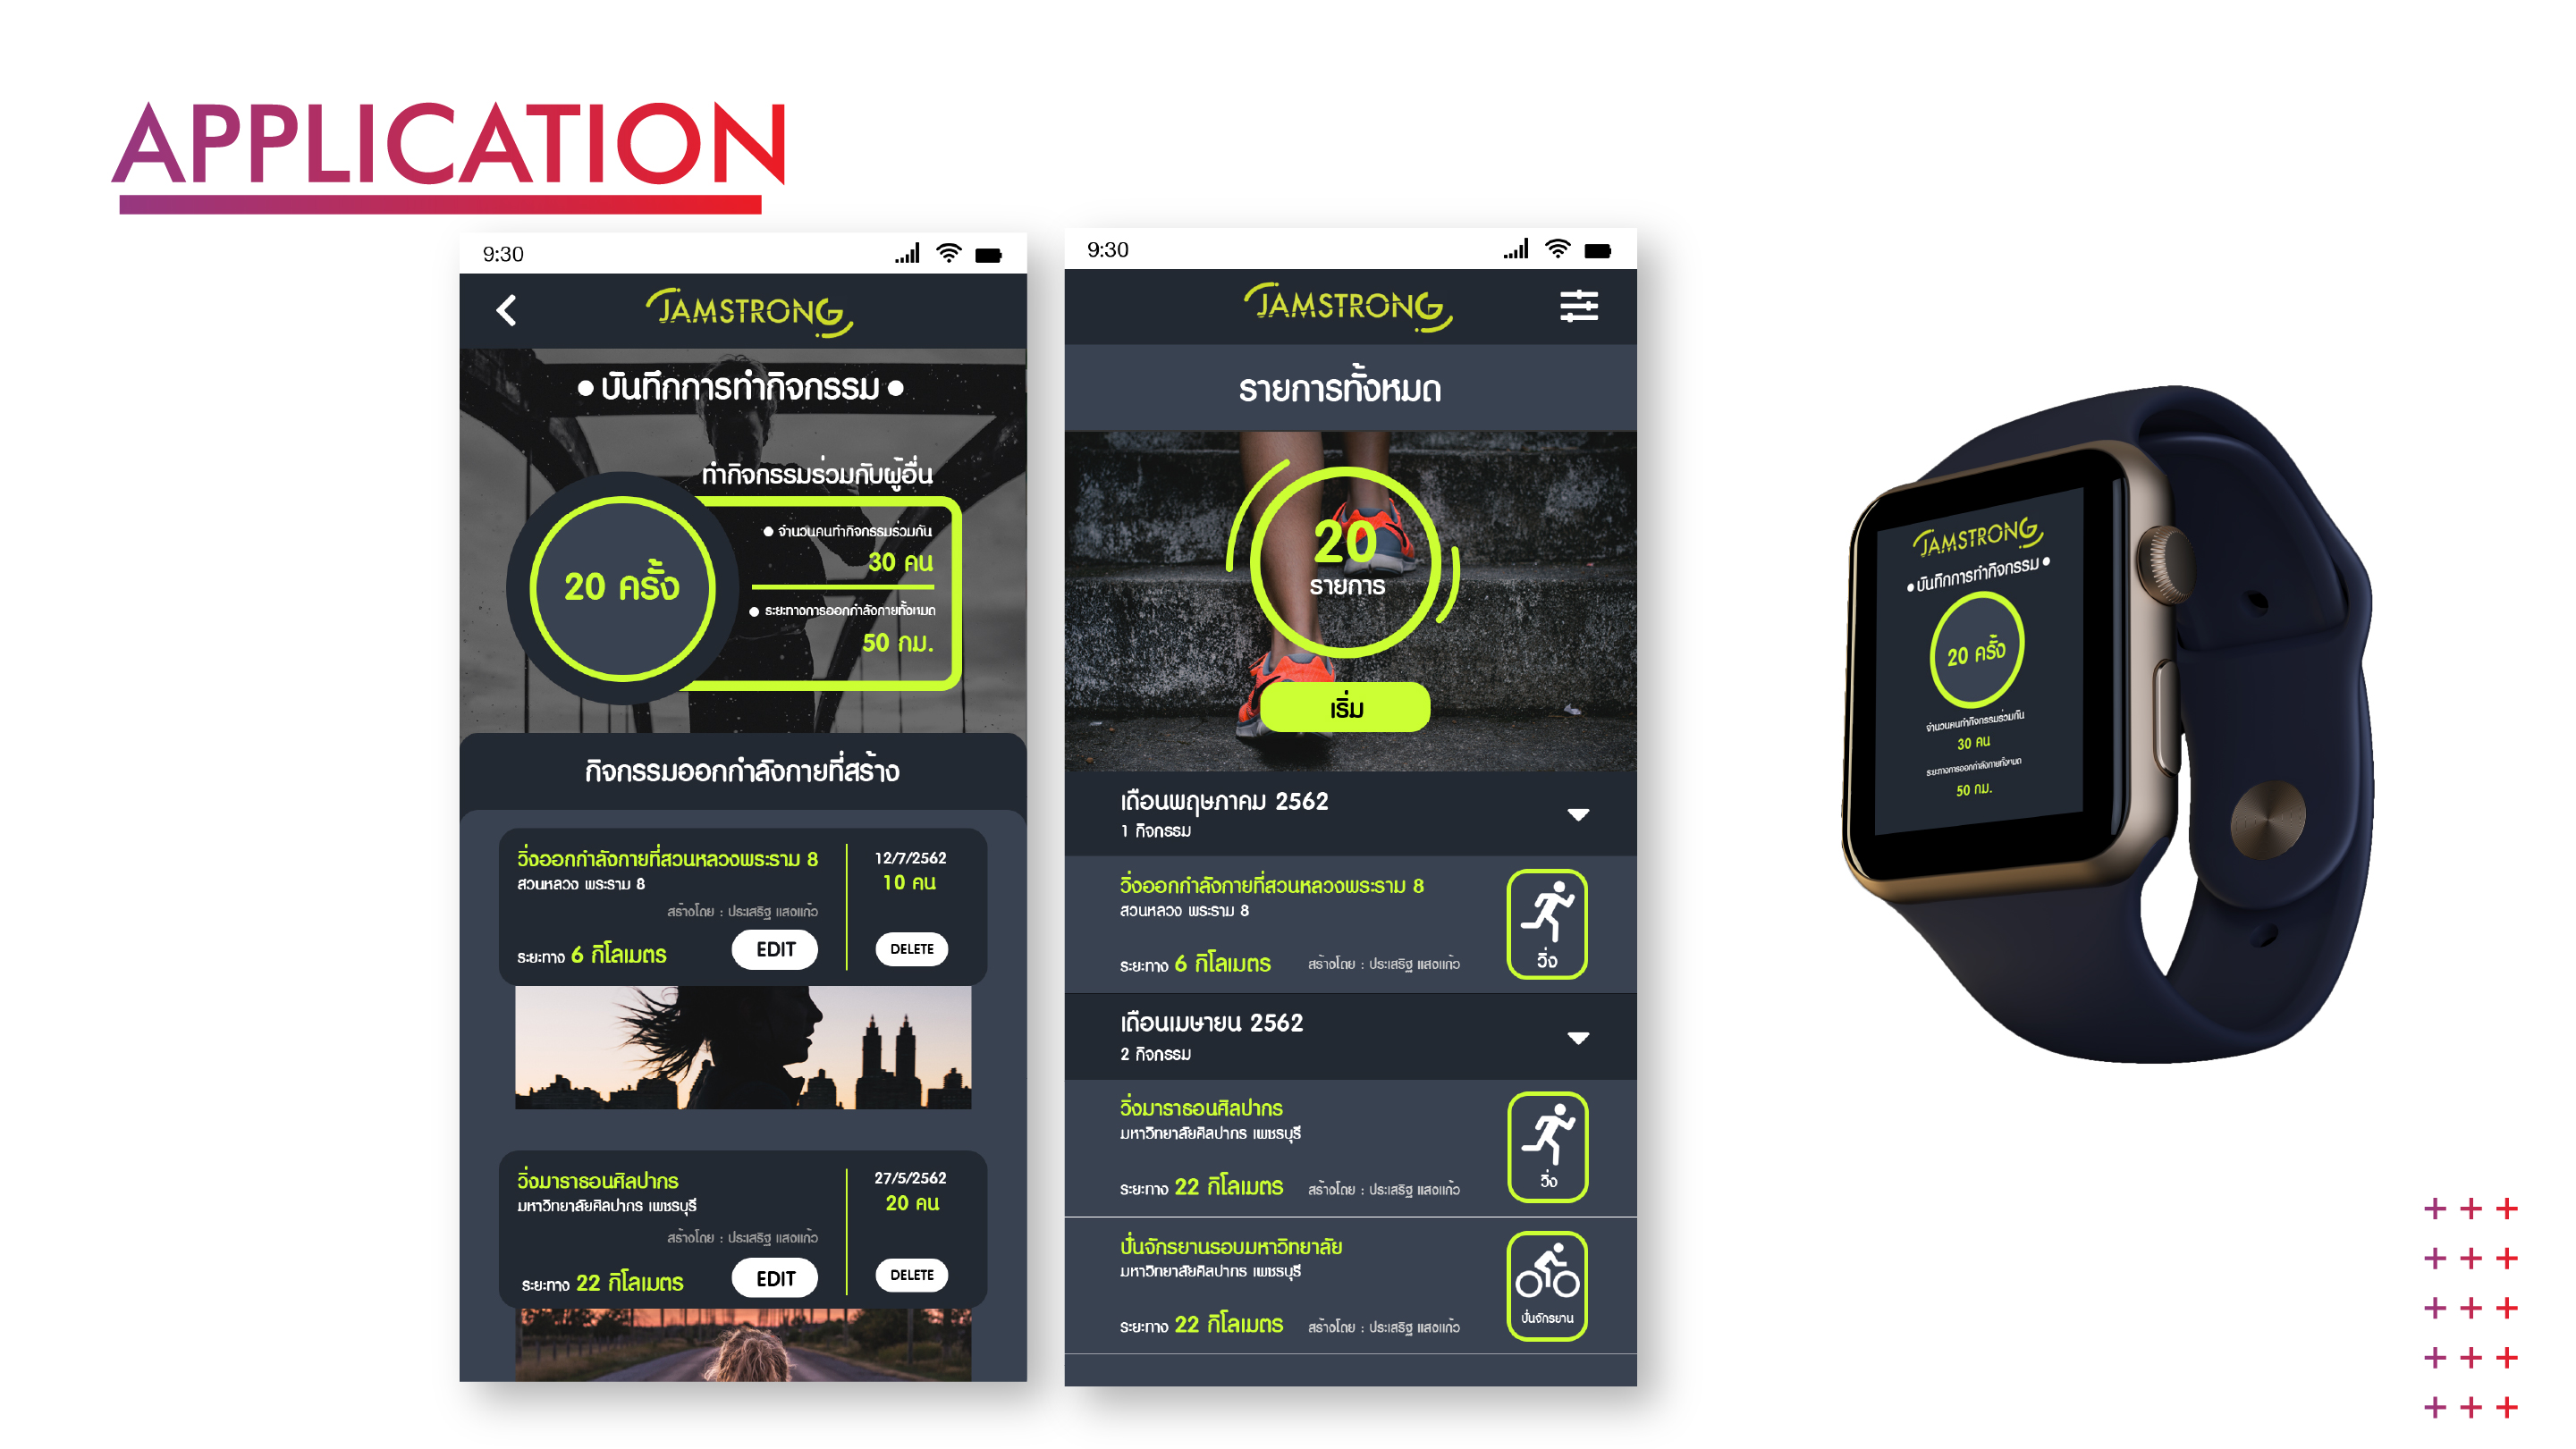 APPLICATION
9:30
JAMSTRONG
• บันทึกการทำกิจกรรม •
ทำกิจกรรมร่วมกับผู้อื่น
20 ครั้ง
• จำนวนคนทำกิจกรรมร่วมกัน
30 คน
• ระยะทางการออกกำลังกายทั้งหมด
50 กม.
กิจกรรมออกกำลังกายที่สร้าง
วิ่งออกกำลังกายที่สวนหลวงพระราม 8
สวนหลวง พระราม 8
สร้างโดย : ประเสริฐ แสงแก้ว
ระยะทาง 6 กิโลเมตร
EDIT
12/7/2562
10 คน
DELETE
วิ่งมาราธอนศิลปากร
มหาวิทยาลัยศิลปากร เพชรบุรี
สร้างโดย : ประเสริฐ แสงแก้ว
ระยะทาง 22 กิโลเมตร
EDIT
27/5/2562
20 คน
DELETE
9:30
JAMSTRONG
รายการทั้งหมด
20
รายการ
เริ่ม
เดือนพฤษภาคม 2562
1 กิจกรรม
วิ่งออกกำลังกายที่สวนหลวงพระราม 8
สวนหลวง พระราม 8
ระยะทาง 6 กิโลเมตร สร้างโดย : ประเสริฐ แสงแก้ว
วิ่ง
เดือนเมษายน 2562
2 กิจกรรม
วิ่งมาราธอนศิลปากร
มหาวิทยาลัยศิลปากร เพชรบุรี
ระยะทาง 22 กิโลเมตร สร้างโดย : ประเสริฐ แสงแก้ว
วิ่ง
ปั่นจักรยานรอบมหาวิทยาลัย
มหาวิทยาลัยศิลปากร เพชรบุรี
ระยะทาง 22 กิโลเมตร สร้างโดย : ประเสริฐ แสงแก้ว
ปั่นจักรยาน
JAMSTRONG
• บันทึกการทำกิจกรรม •
20 ครั้ง
จำนวนคนทำกิจกรรมร่วมกัน
30 คน
ระยะทางการออกกำลังกายทั้งหมด
50 กม.